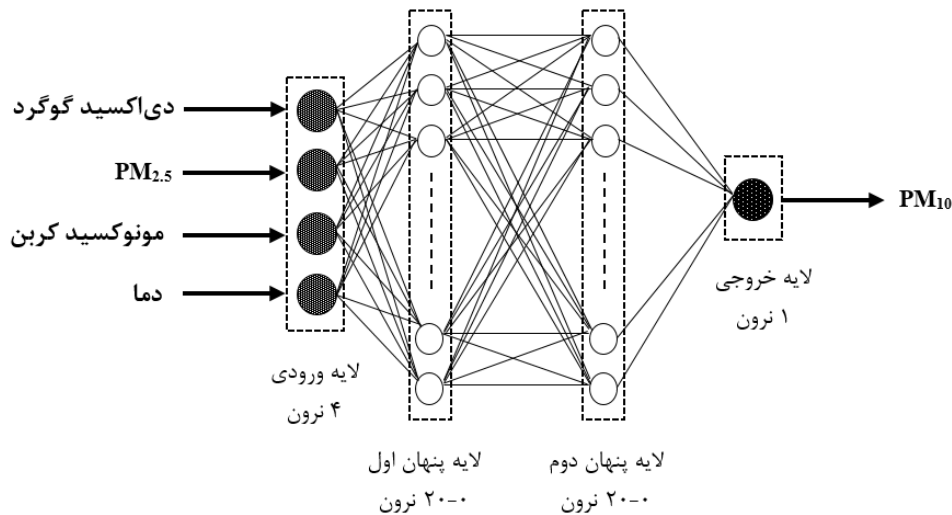 دی‌اکسید گوگرد
PM2.5
مونوکسید کربن
دما
PM10
لایه خروجی
۱ نرون
لایه ورودی
۴ نرون
لایه پنهان اول
۲۰-۰ نرون
لایه پنهان دوم
۲۰-۰ نرون